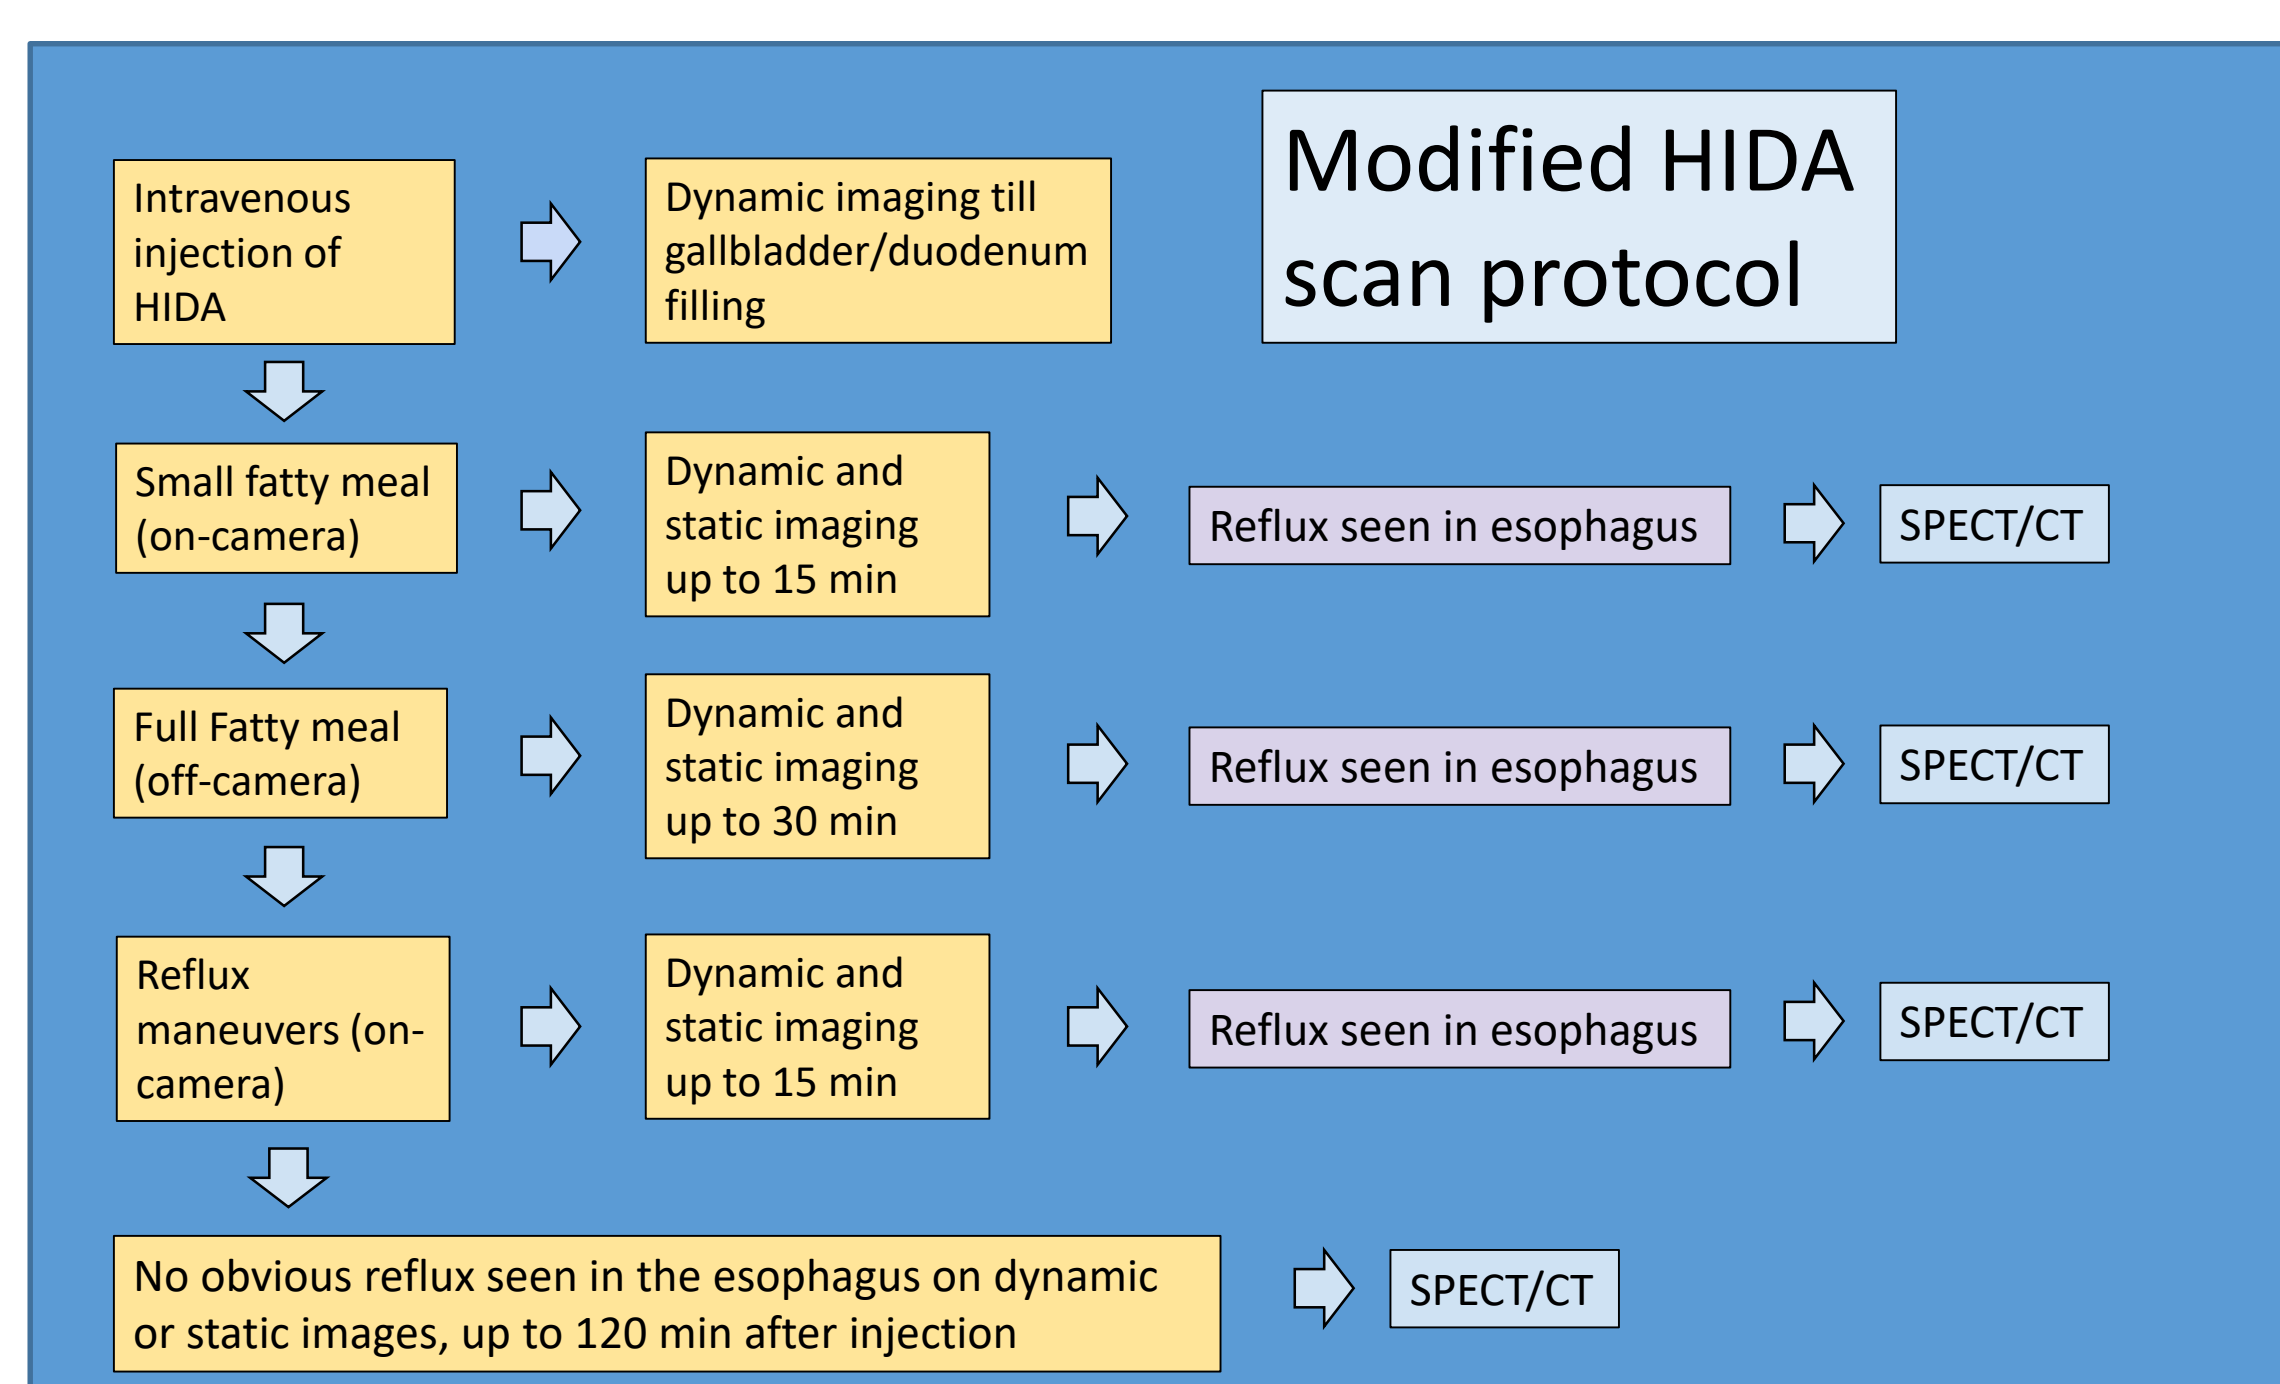 Modified HIDA
scan protocol
Intravenous
injection of
HIDA
Dynamic imaging till
gallbladder/duodenum
filling
Small fatty meal
(on-camera)
Dynamic and
static imaging
up to 15 min
Reflux seen in esophagus
SPECT/CT
Full Fatty meal
(off-camera)
Dynamic and
static imaging
up to 30 min
Reflux seen in esophagus
SPECT/CT
Reflux
maneuvers (on-
camera)
Dynamic and
static imaging
up to 15 min
Reflux seen in esophagus
SPECT/CT
No obvious reflux seen in the esophagus on dynamic
or static images, up to 120 min after injection
SPECT/CT